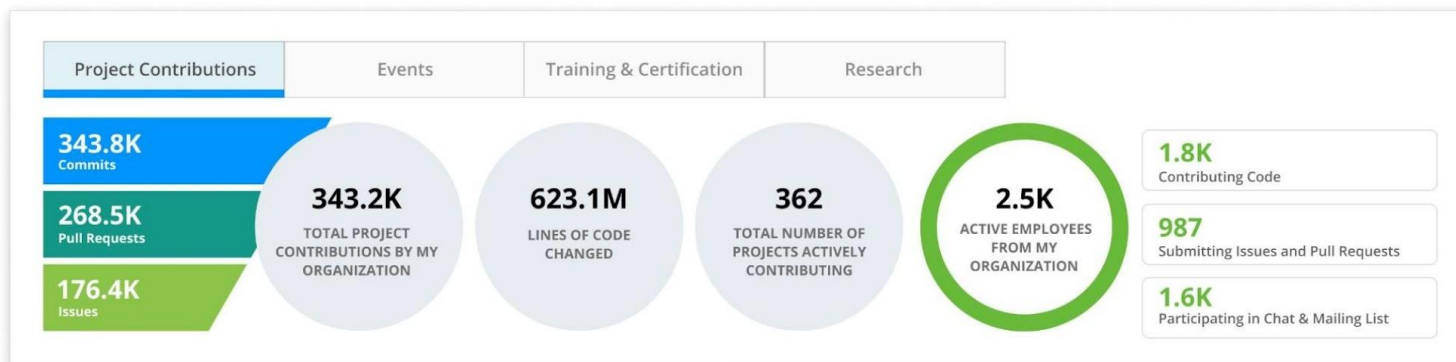 Project Contributions
Events
Training & Certification
Research
343.8K
Commits
268.5K
Pull Requests
176.4K
Issues
343.2K
TOTAL PROJECT
CONTRIBUTIONS BY MY
ORGANIZATION
623.1M
LINES OF CODE
CHANGED
362
TOTAL NUMBER OF
PROJECTS ACTIVELY
CONTRIBUTING
2.5K
ACTIVE EMPLOYEES
FROM MY
ORGANIZATION
1.8K
Contributing Code
987
Submitting Issues and Pull Requests
1.6K
Participating in Chat & Mailing List